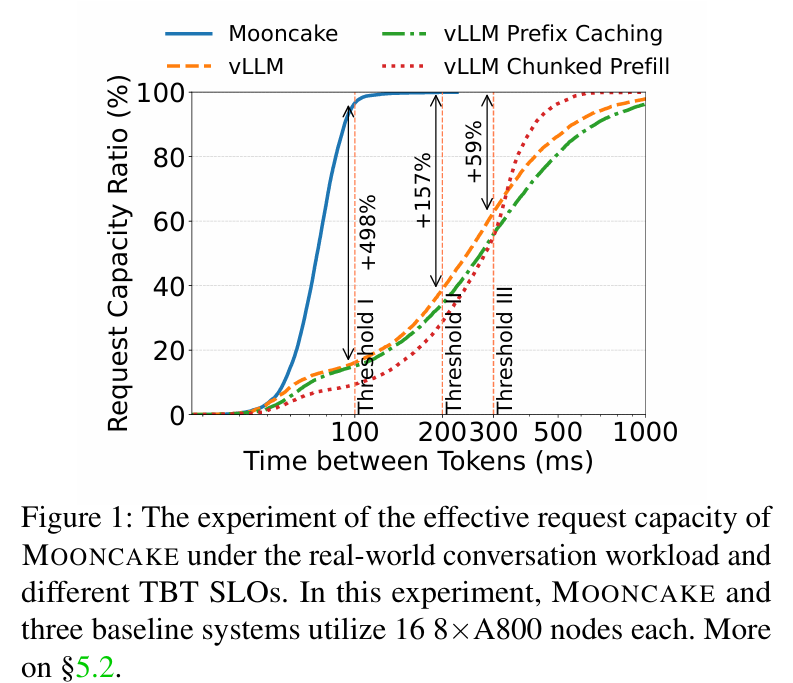 Mooncake
vLLM
vLLM Prefix Caching
vLLM Chunked Prefill
Request Capacity Ratio (%)
100
80
60
40
20
0
+498%
+157%
+59%
Threshold I
Threshold II
Threshold III
100
200
300
500
1000
Time between Tokens (ms)
Figure 1: The experiment of the effective request capacity of
MOONCAKE under the real-world conversation workload and
different TBT SLOs. In this experiment, MOONCAKE and
three baseline systems utilize 16 8×A800 nodes each. More
on §5.2.